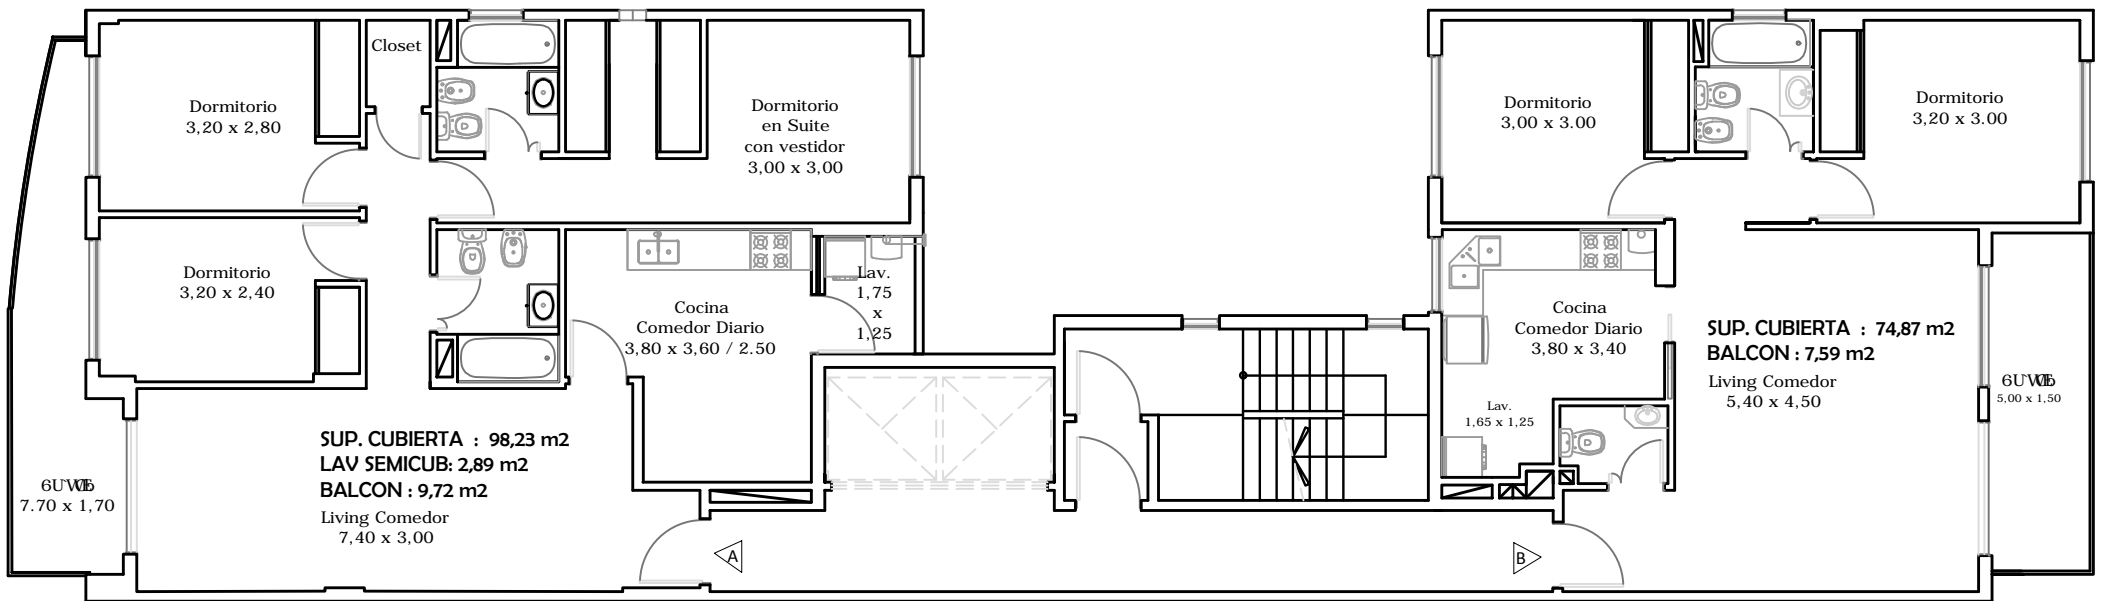 Closet
Dormitorio
3,20 x 2,80
Dormitorio
en Suite
con vestidor
3,00 x 3,00
Dormitorio
3,20 x 2,40
Cocina
Comedor Diario
3,80 x 3,60 / 2.50
Lav.
1,75
x
1,25
SUP. CUBIERTA : 98,23 m2
LAV SEMICUB: 2,89 m2
BALCON : 9,72 m2
Living Comedor
7,40 x 3,00
7.70 x 1,70
A
Dormitorio
3,00 x 3.00
Dormitorio
3,20 x 3.00
Cocina
Comedor Diario
3,80 x 3,40
Lav.
1,65 x 1,25
SUP. CUBIERTA : 74,87 m2
BALCON : 7,59 m2
Living Comedor
5,40 x 4,50
5,00 x 1,50
B